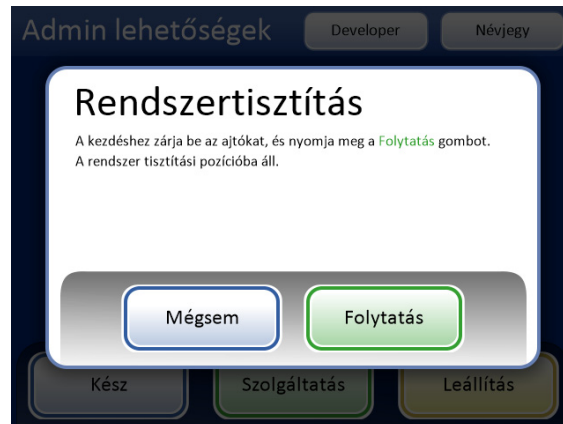 Admin lehetőségek
Developer
Névjegy
Rendszertisztítás
A kezdéshez zárja be az ajtókat, és nyomja meg a Folytatás gombot.
A rendszer tisztítási pozícióba áll.
Mégsem
Folytatás
Kész
Szolgáltatás
Leállítás